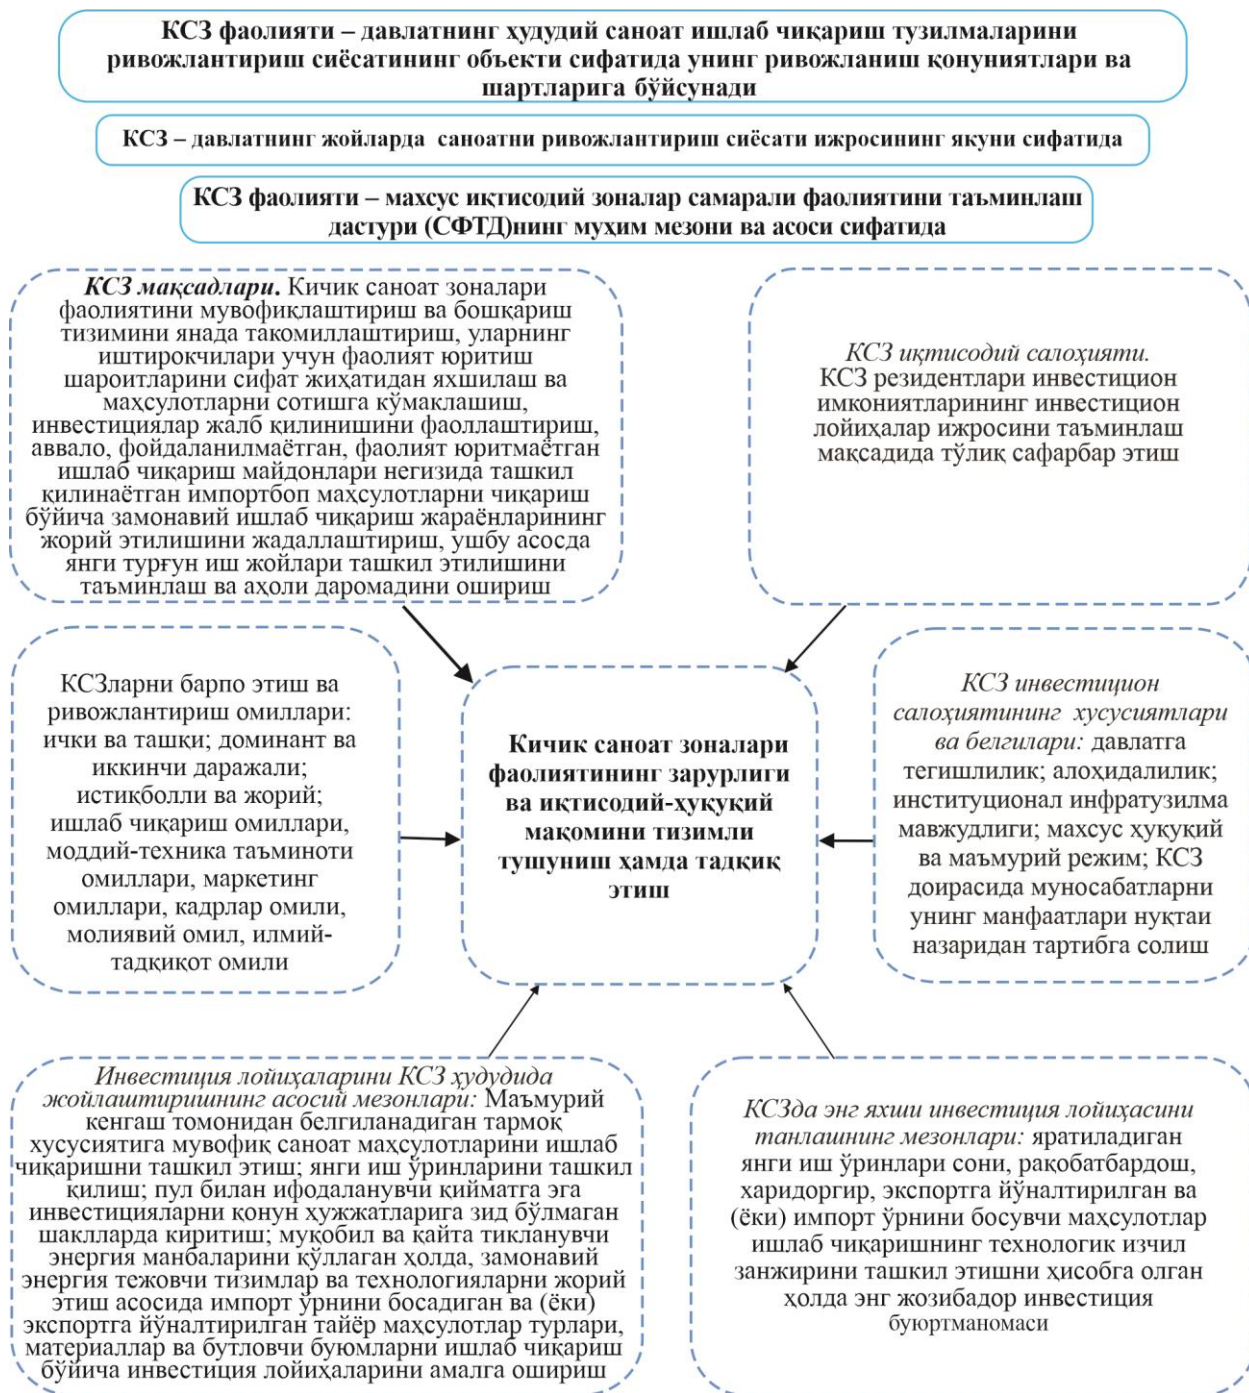 КСЗ фаолияти – давлатнинг ҳудудий саноат ишлаб чиқариш тузилмаларини
ривожлантириш сиёсатининг объекти сифатида унинг ривожланиш қонуниятлари ва
шартларига бўйсунади
КСЗ – давлатнинг жойларда саноатни ривожлантириш сиёсати ижросининг якуни сифатида
КСЗ фаолияти – махсус иқтисодий зоналар самарали фаолиятини таъминлаш
дастури (СФТД)нинг муҳим мезони ва асоси сифатида
КСЗ мақсадлари. Кичик саноат зоналари
фаолиятини мувофиқлаштириш ва бошқариш
тизимини янада такомиллаштириш, уларнинг
иштирокчилари учун фаолият юритиш
шароитларини сифат жиҳатидан яхшилаш ва
маҳсулотларни сотишга кўмаклашиш,
инвестициялар жалб қилинишини фаоллаштириш,
аввало, фойдаланилмаётган, фаолият юритмаётган
ишлаб чиқариш майдонлари негизида ташкил
қилинаётган импортбоп маҳсулотларни чиқариш
бўйича замонавий ишлаб чиқариш жараёнларининг
жорий этилишини жадаллаштириш, ушбу асосда
янги турғун иш жойлари ташкил этилишини
таъминлаш ва аҳоли даромадини ошириш
КСЗ иқтисодий салоҳияти.
КСЗ резидентлари инвестицион
имкониятларининг инвестицион
лойиҳалар ижросини таъминлаш
мақсадида тўлиқ сафарбар этиш
КСЗларни барпо этиш ва
ривожлантириш омиллари:
ички ва ташқи; доминант ва
иккинчи даражали;
истиқболли ва жорий;
ишлаб чиқариш омиллари,
моддий-техника таъминоти
омиллари, маркетинг
омиллари, кадрлар омили,
молиявий омил, илмий-
тадқиқот омили
Кичик саноат зоналари
фаолиятининг зарурлиги
ва иқтисодий-ҳуқуқий
мақомини тизимли
тушуниш ҳамда тадқиқ
этиш
КСЗ инвестицион
салоҳиятининг хусусиятлари
ва белгилари: давлатга
тегишлилик; алоҳидалилик;
институционал инфратузилма
мавжудлиги; махсус ҳуқуқий
ва маъмурий режим; КСЗ
доирасида муносабатларни
унинг манфаатлари нуқтаи
назаридан тартибга солиш
Инвестиция лойиҳаларини КСЗ ҳудудида
жойлаштиришнинг асосий мезонлари: Маъмурий
кенгаш томонидан белгиланадиган тармоқ
хусусиятига мувофиқ саноат маҳсулотларини ишлаб
чиқаришни ташкил этиш; янги иш ўринларини ташкил
қилиш; пул билан ифодаланувчи қийматга эга
инвестицияларни қонун ҳужжатларига зид бўлмаган
шаклларда киритиш; муқобил ва қайта тикланувчи
энергия манбаларини қўллаган ҳолда, замонавий
энергия тежовчи тизимлар ва технологияларни жорий
этиш асосида импорт ўрнини босадиган ва (ёки)
экспортга йўналтирилган тайёр маҳсулотлар турлари,
материаллар ва бутловчи буюмларни ишлаб чиқариш
бўйича инвестиция лойиҳаларини амалга ошириш
КСЗда энг яхши инвестиция лойиҳасини
танлашнинг мезонлари: яратиладиган
янги иш ўринлари сони, рақобатбардош,
харидоргир, экспортга йўналтирилган ва
(ёки) импорт ўрнини босувчи маҳсулотлар
ишлаб чиқаришнинг технологик изчил
занжирини ташкил этишни ҳисобга олган
ҳолда энг жозибадор инвестиция
буюртманомаси